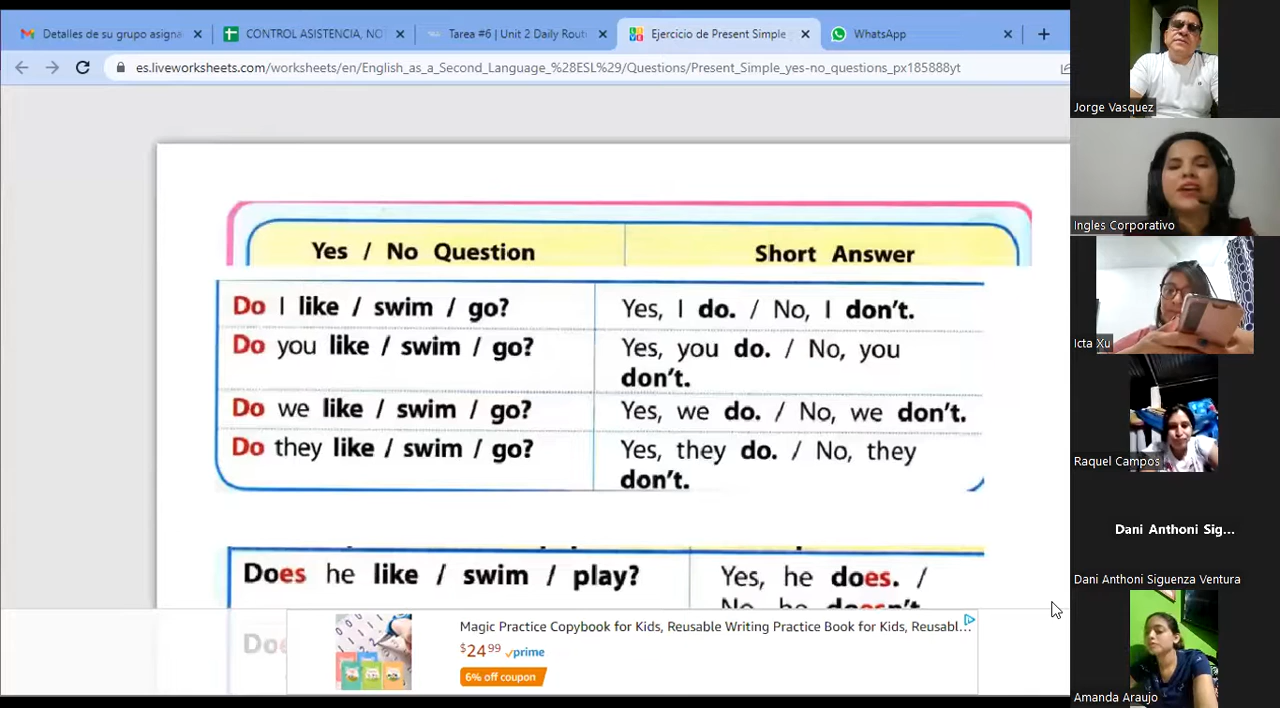 Detalles de su grupo asigna
CONTROL ASISTENCIA, NO
Tarea #6 | Unit 2 Daily Rout
Ejercicio de Present Simple
WhatsApp
es.liveworksheets.com/worksheets/en/English_as_a_Second_Language_%28ESL%29/Questions/Present_Simple_yes-no_questions_px185888yt
Yes / No Question
Short Answer
Do I like / swim / go?
Yes, I do. / No, I don't.
Do you like / swim / go?
Yes, you do. / No, you
don't.
Do we like / swim / go?
Yes, we do. / No, we don't.
Do they like / swim / go?
Yes, they do. / No, they
don't.
Does he like / swim / play?
Yes, he does. /
No, he doesn't
Does
Magic Practice Copybook for Kids, Reusable Writing Practice Book for Kids, Reusabl...
$24.99
prime
6% off coupon
Jorge Vasquez
Ingles Corporativo
Icta Xu
Raquel Campos
Dani Anthoni Sig...
Dani Anthoni Siguenza Ventura
Amanda Araujo